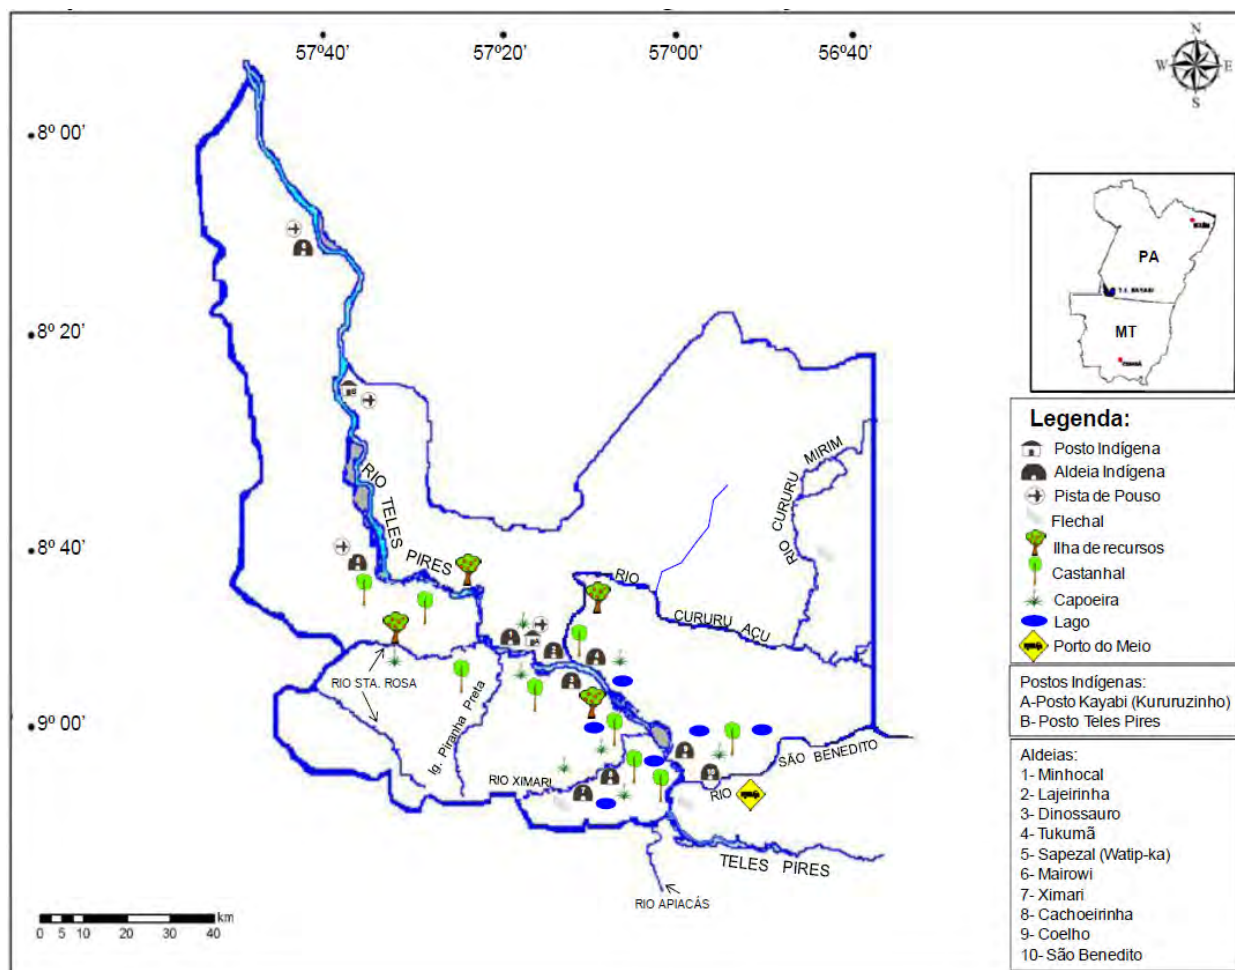 57º40'
57º20'
57º00'
56º40'
N
W
E
S
8º 00'
8º 20'
8º 40'
9º 00'
PA
MT
RIO TELES PIRES
RIO CURURU MIRIM
RIO CURURU AÇU
RIO STA. ROSA
Ig. Piranha Preta
RIO XIMARI
RIO SÃO BENEDITO
TELES PIRES
RIO APIACÁS
km
0 5 10 20 30 40
Legenda:
Posto Indígena
Aldeia Indígena
Pista de Pouso
Flechal
Ilha de recursos
Castanhal
Capoeira
Lago
Porto do Meio
Postos Indígenas:
A-Posto Kayabi (Kururuzinho)
B- Posto Teles Pires
Aldeias:
1- Minhocal
2- Lajeirinha
3- Dinossauro
4- Tukumã
5- Sapezal (Watip-ka)
6- Mairowi
7- Ximari
8- Cachoeirinha
9- Coelho
10- São Benedito